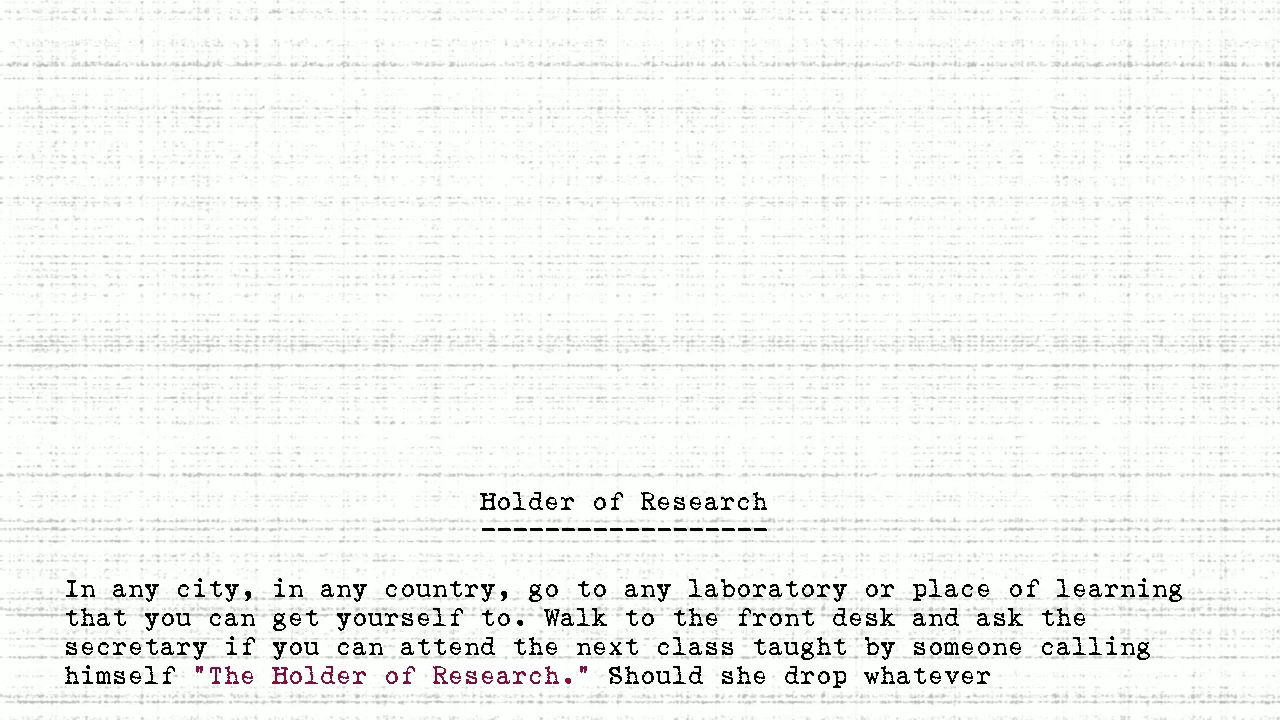 Holder of Research
------------------
In any city, in any country, go to any laboratory or place of learning
that you can get yourself to. Walk to the front desk and ask the
secretary if you can attend the next class taught by someone calling
himself "The Holder of Research." Should she drop whatever